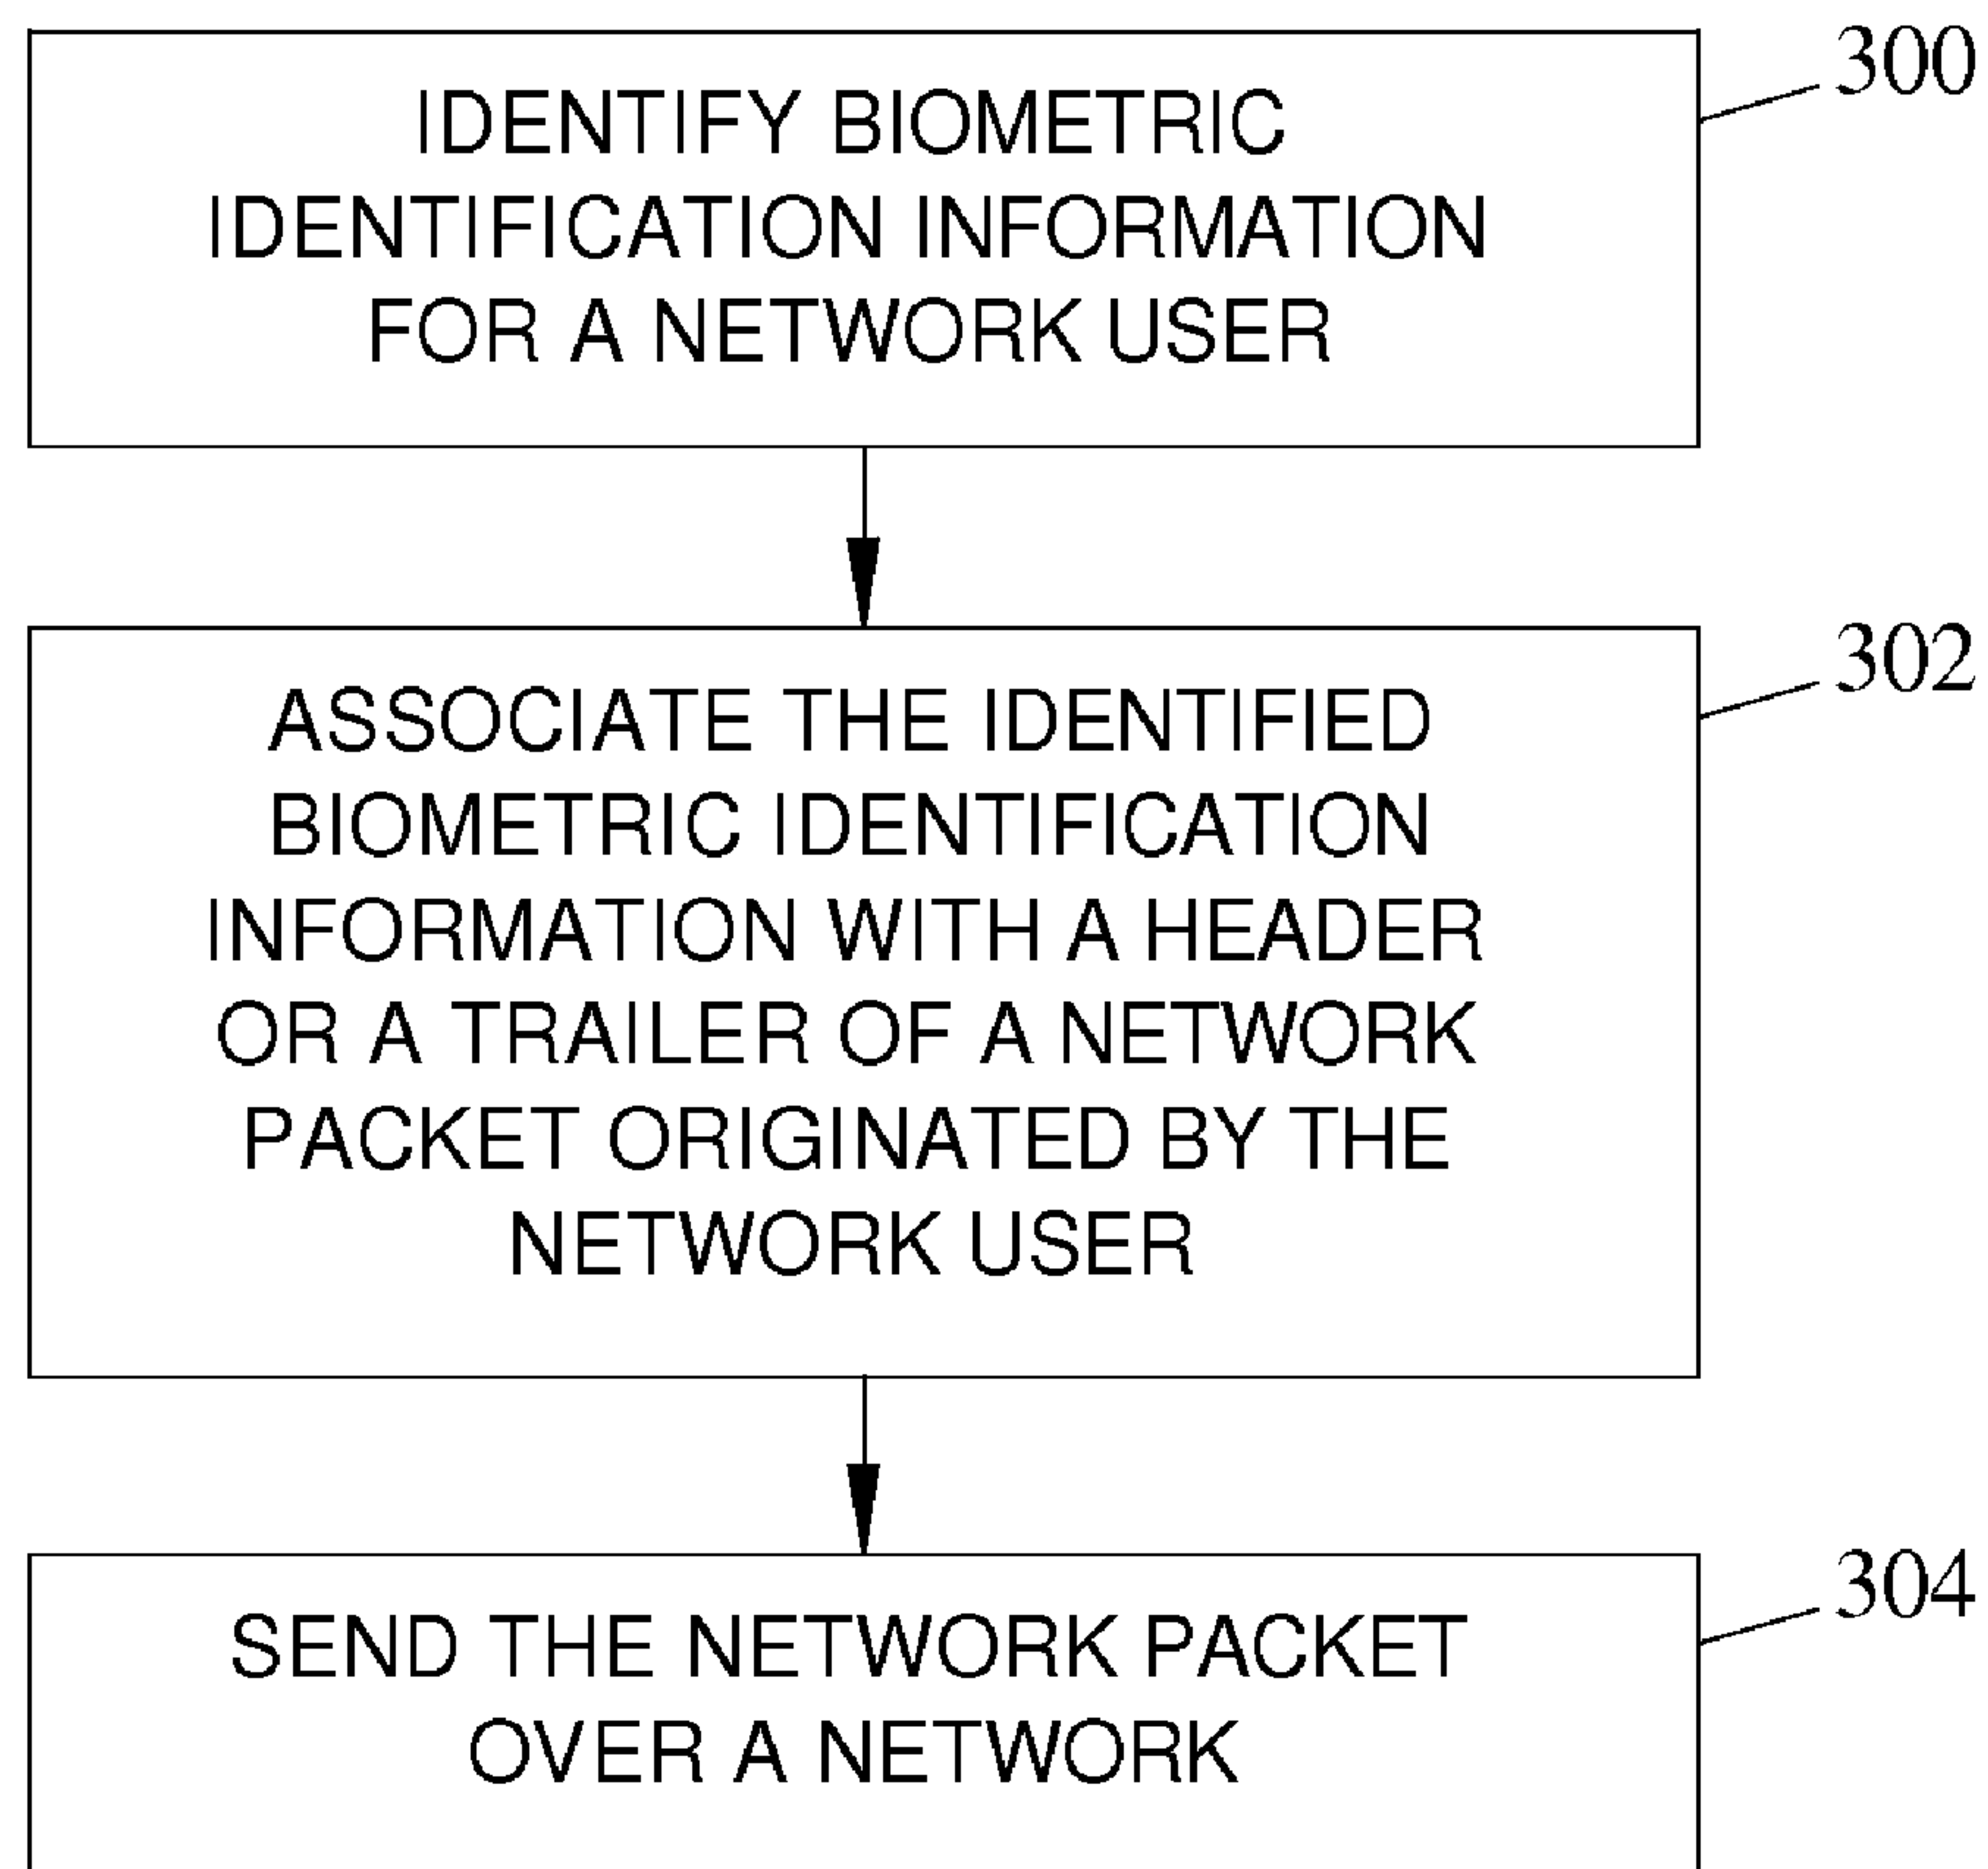 300
IDENTIFY BIOMETRIC
IDENTIFICATION INFORMATION
FOR A NETWORK USER
302
ASSOCIATE THE IDENTIFIED
BIOMETRIC IDENTIFICATION
INFORMATION WITH A HEADER
OR A TRAILER OF A NETWORK
PACKET ORIGINATED BY THE
NETWORK USER
304
SEND THE NETWORK PACKET
OVER A NETWORK